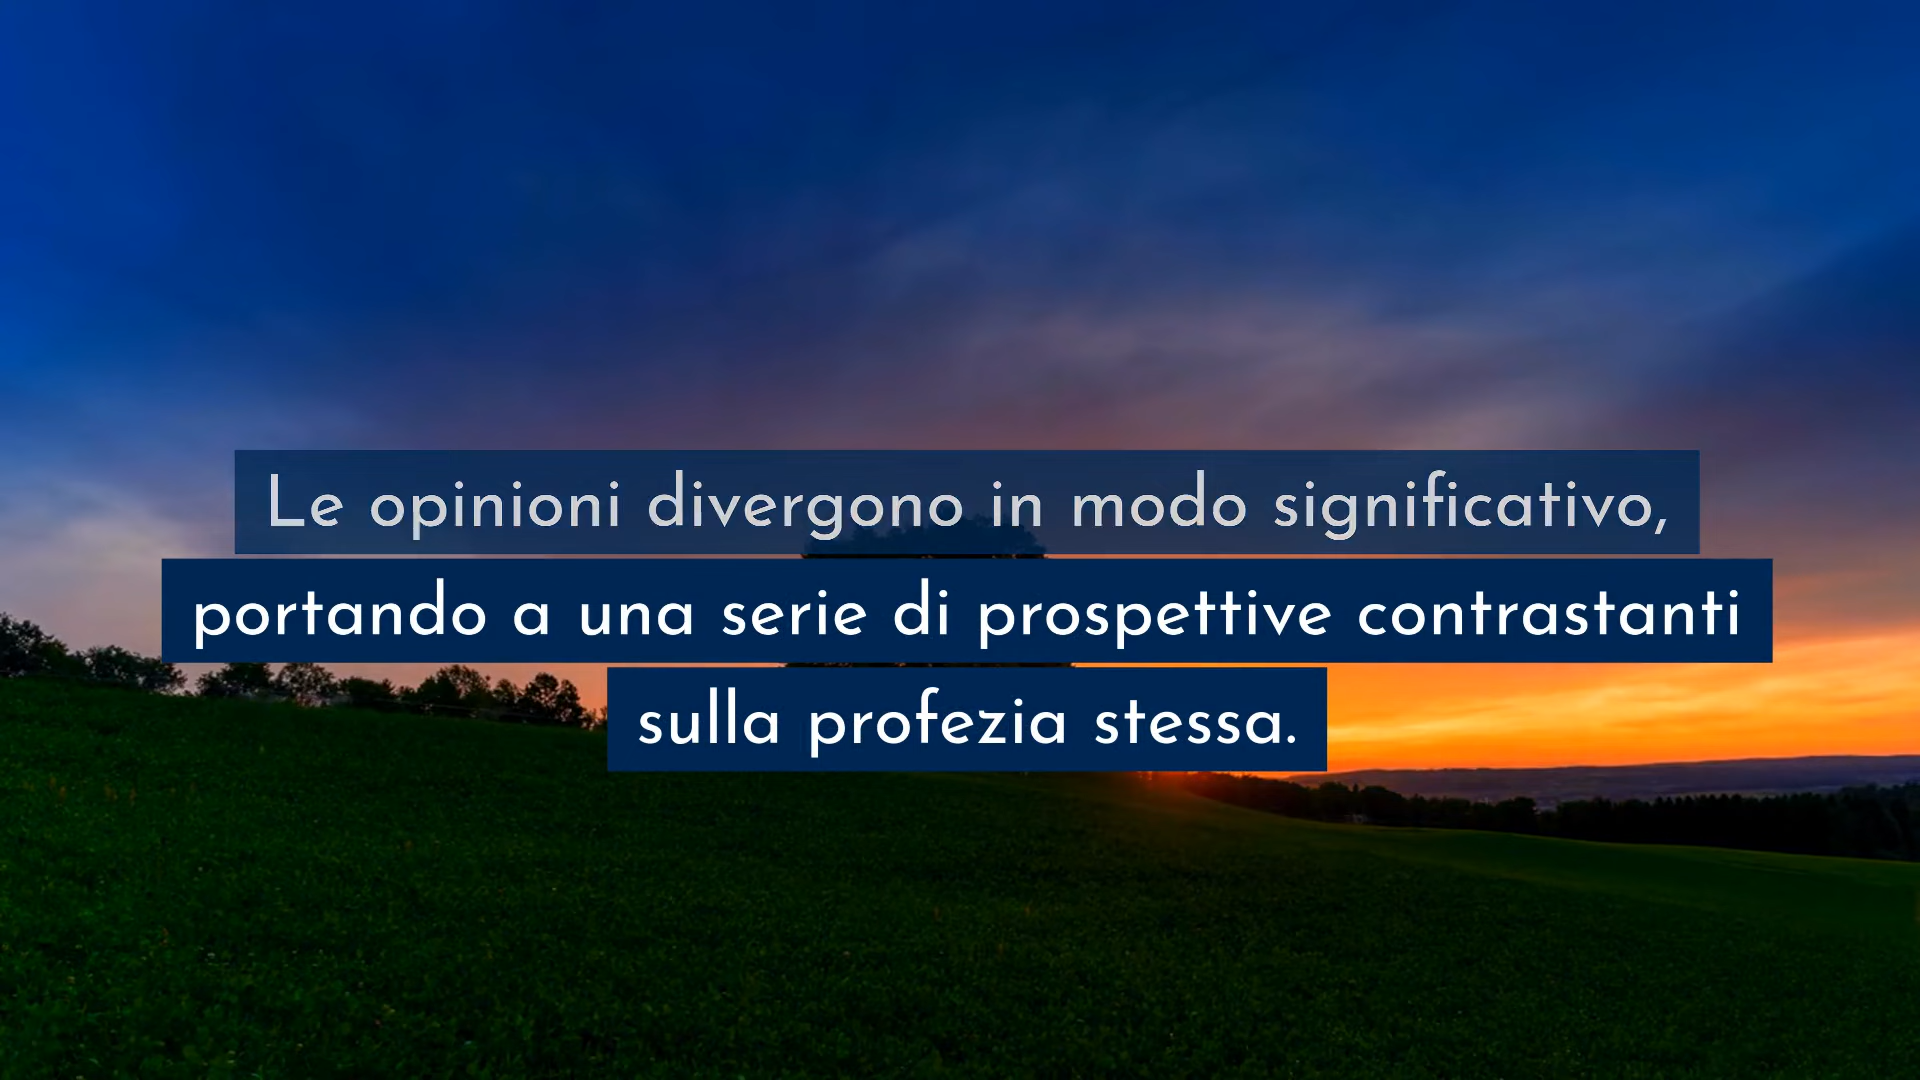 Le opinioni divergono in modo significativo,
portando a una serie di prospettive contrastanti
sulla profezia stessa.